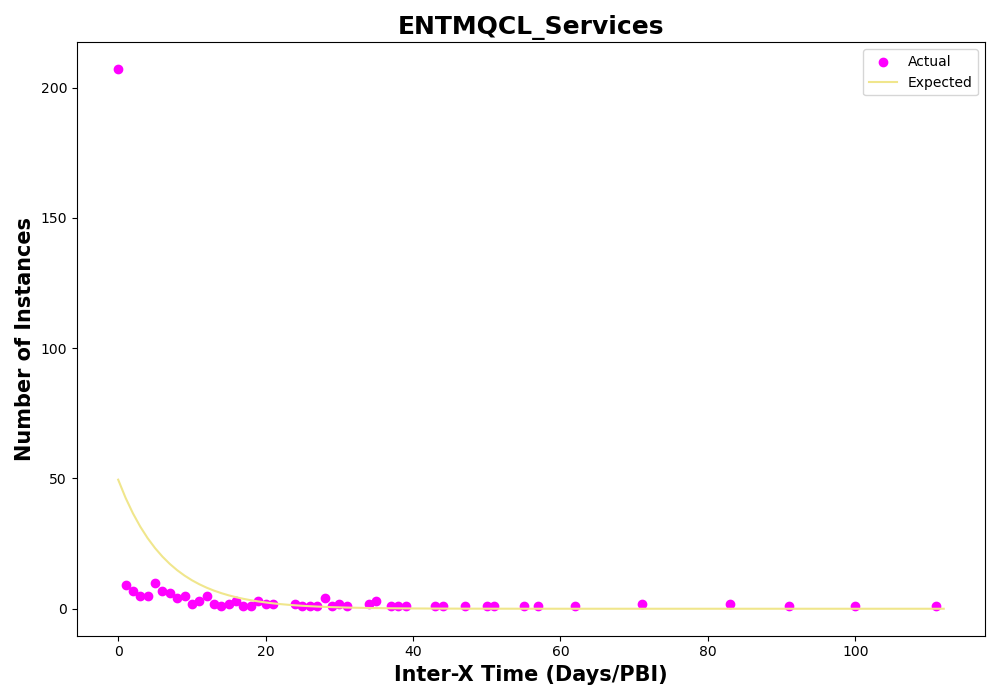 ENTMQCL_Services
Actual
Expected
Number of Instances
200
150
100
50
0
0 20 40 60 80 100
Inter-X Time (Days/PBI)